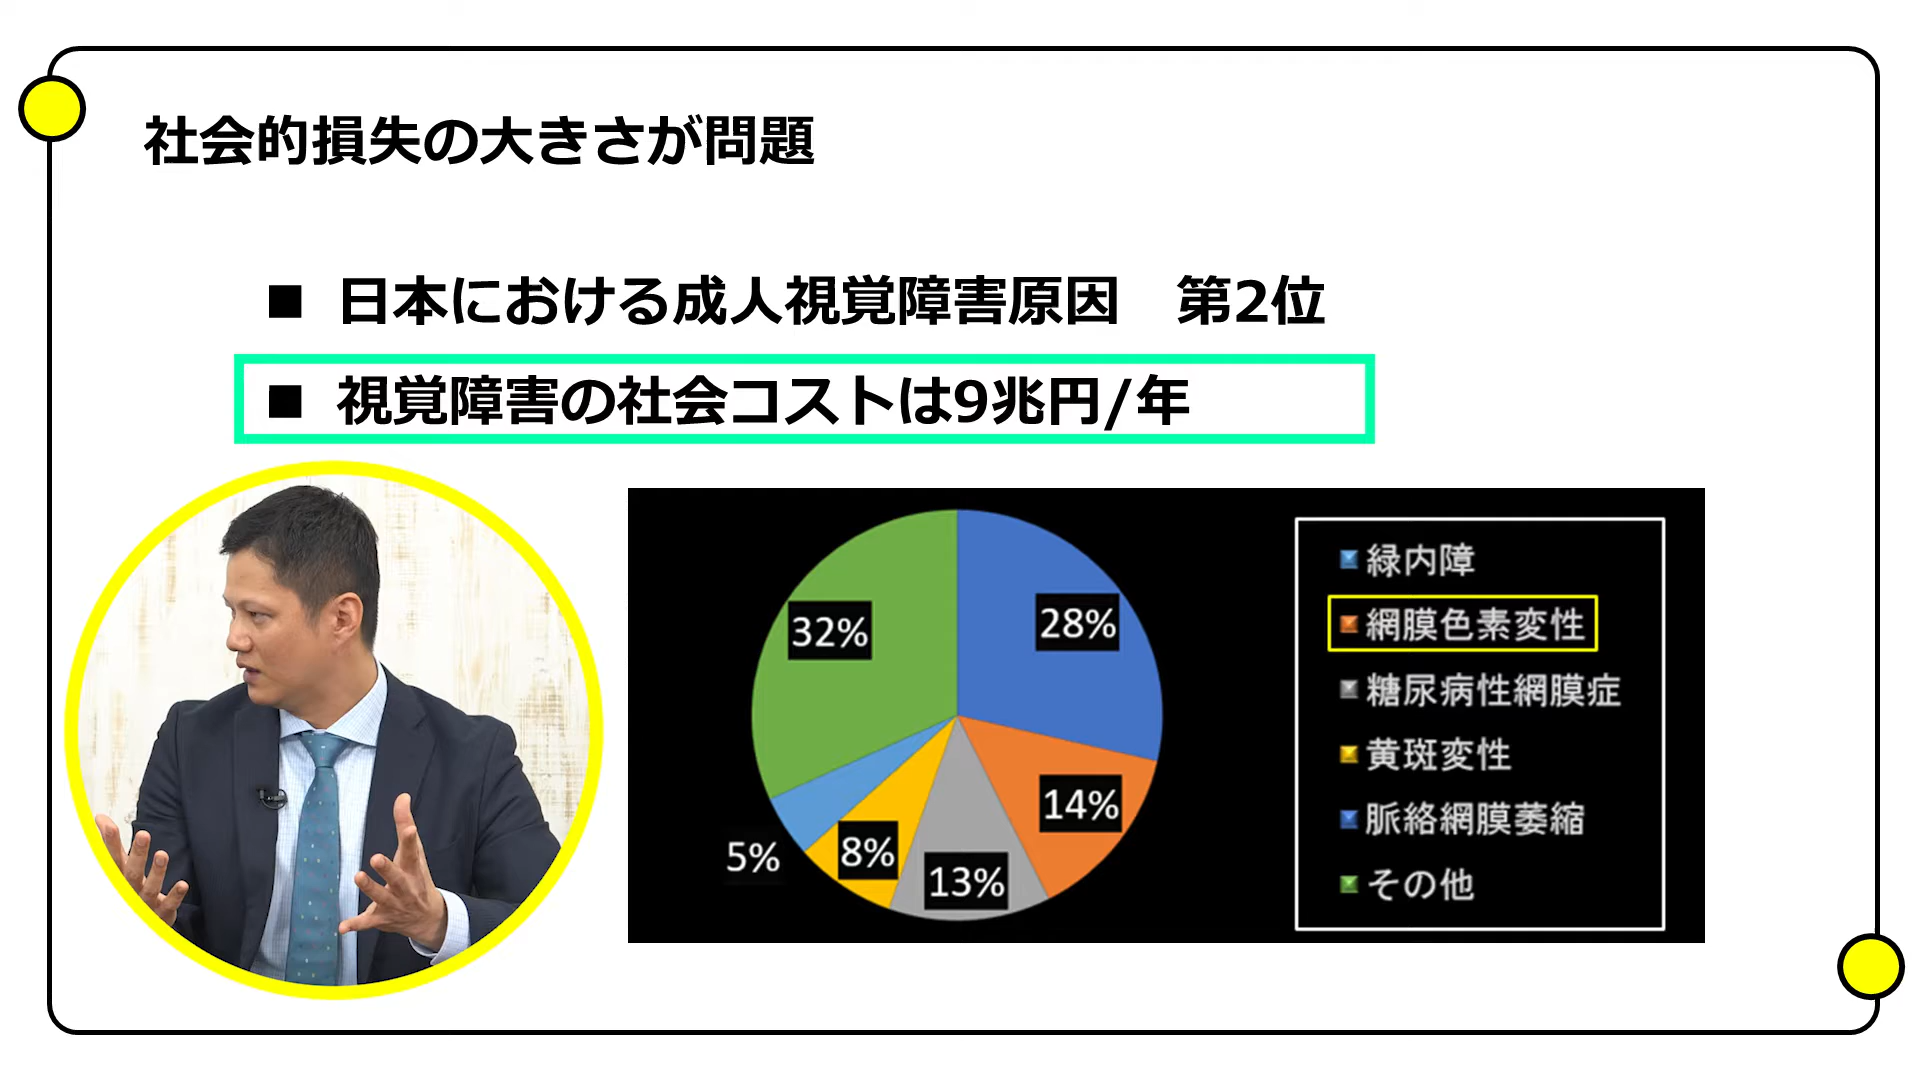 社会的損失の大きさが問題
■ 日本における成人視覚障害原因　第2位
■ 視覚障害の社会コストは9兆円/年
32%
28%
14%
13%
8%
5%
緑内障
網膜色素変性
糖尿病性網膜症
黄斑変性
脈絡網膜萎縮
その他